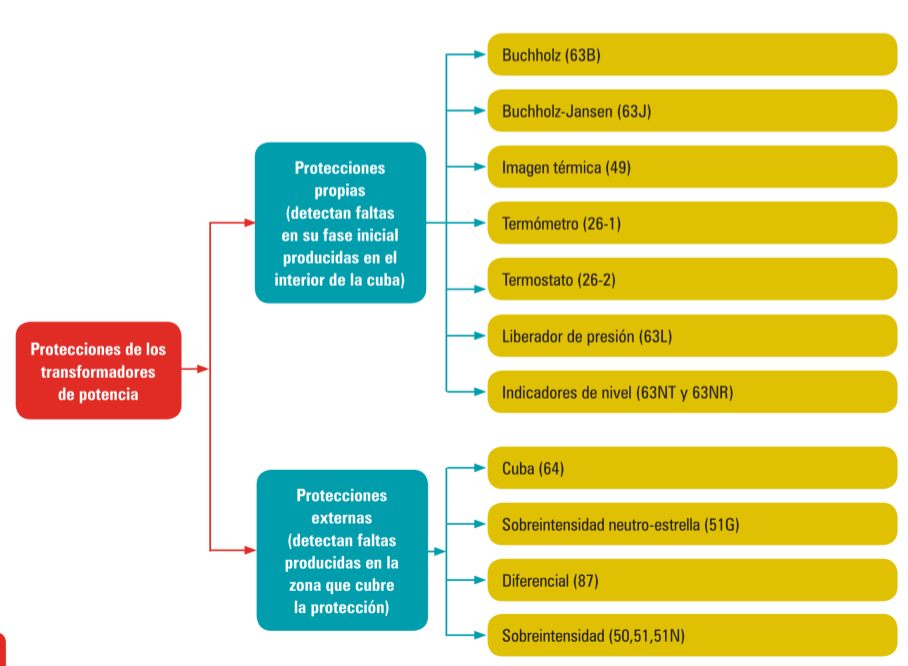 Protecciones de los
transformadores
de potencia
Protecciones
propias
(detectan faltas
en su fase inicial
producidas en el
interior de la cuba)
Buchholz (63B)
Buchholz-Jansen (63J)
Imagen térmica (49)
Termómetro (26-1)
Termostato (26-2)
Liberador de presión (63L)
Indicadores de nivel (63NT y 63NR)
Protecciones
externas
(detectan faltas
producidas en la
zona que cubre
la protección)
Cuba (64)
Sobreintensidad neutro-estrella (51G)
Diferencial (87)
Sobreintensidad (50,51,51N)